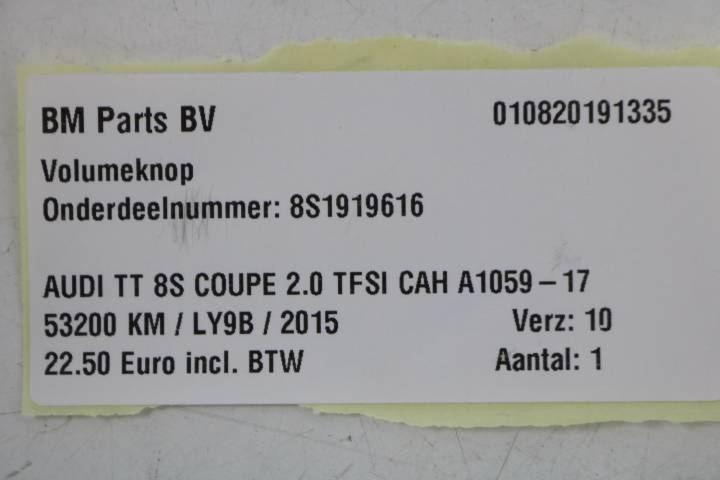 BM Parts BV 010820191335
Volumeknop
Onderdeelnummer: 8S1919616
AUDI TT 8S COUPE 2.0 TFSI CAH A1059 – 17
53200 KM / LY9B / 2015 Verz: 10
22.50 Euro incl. BTW Aantal: 1